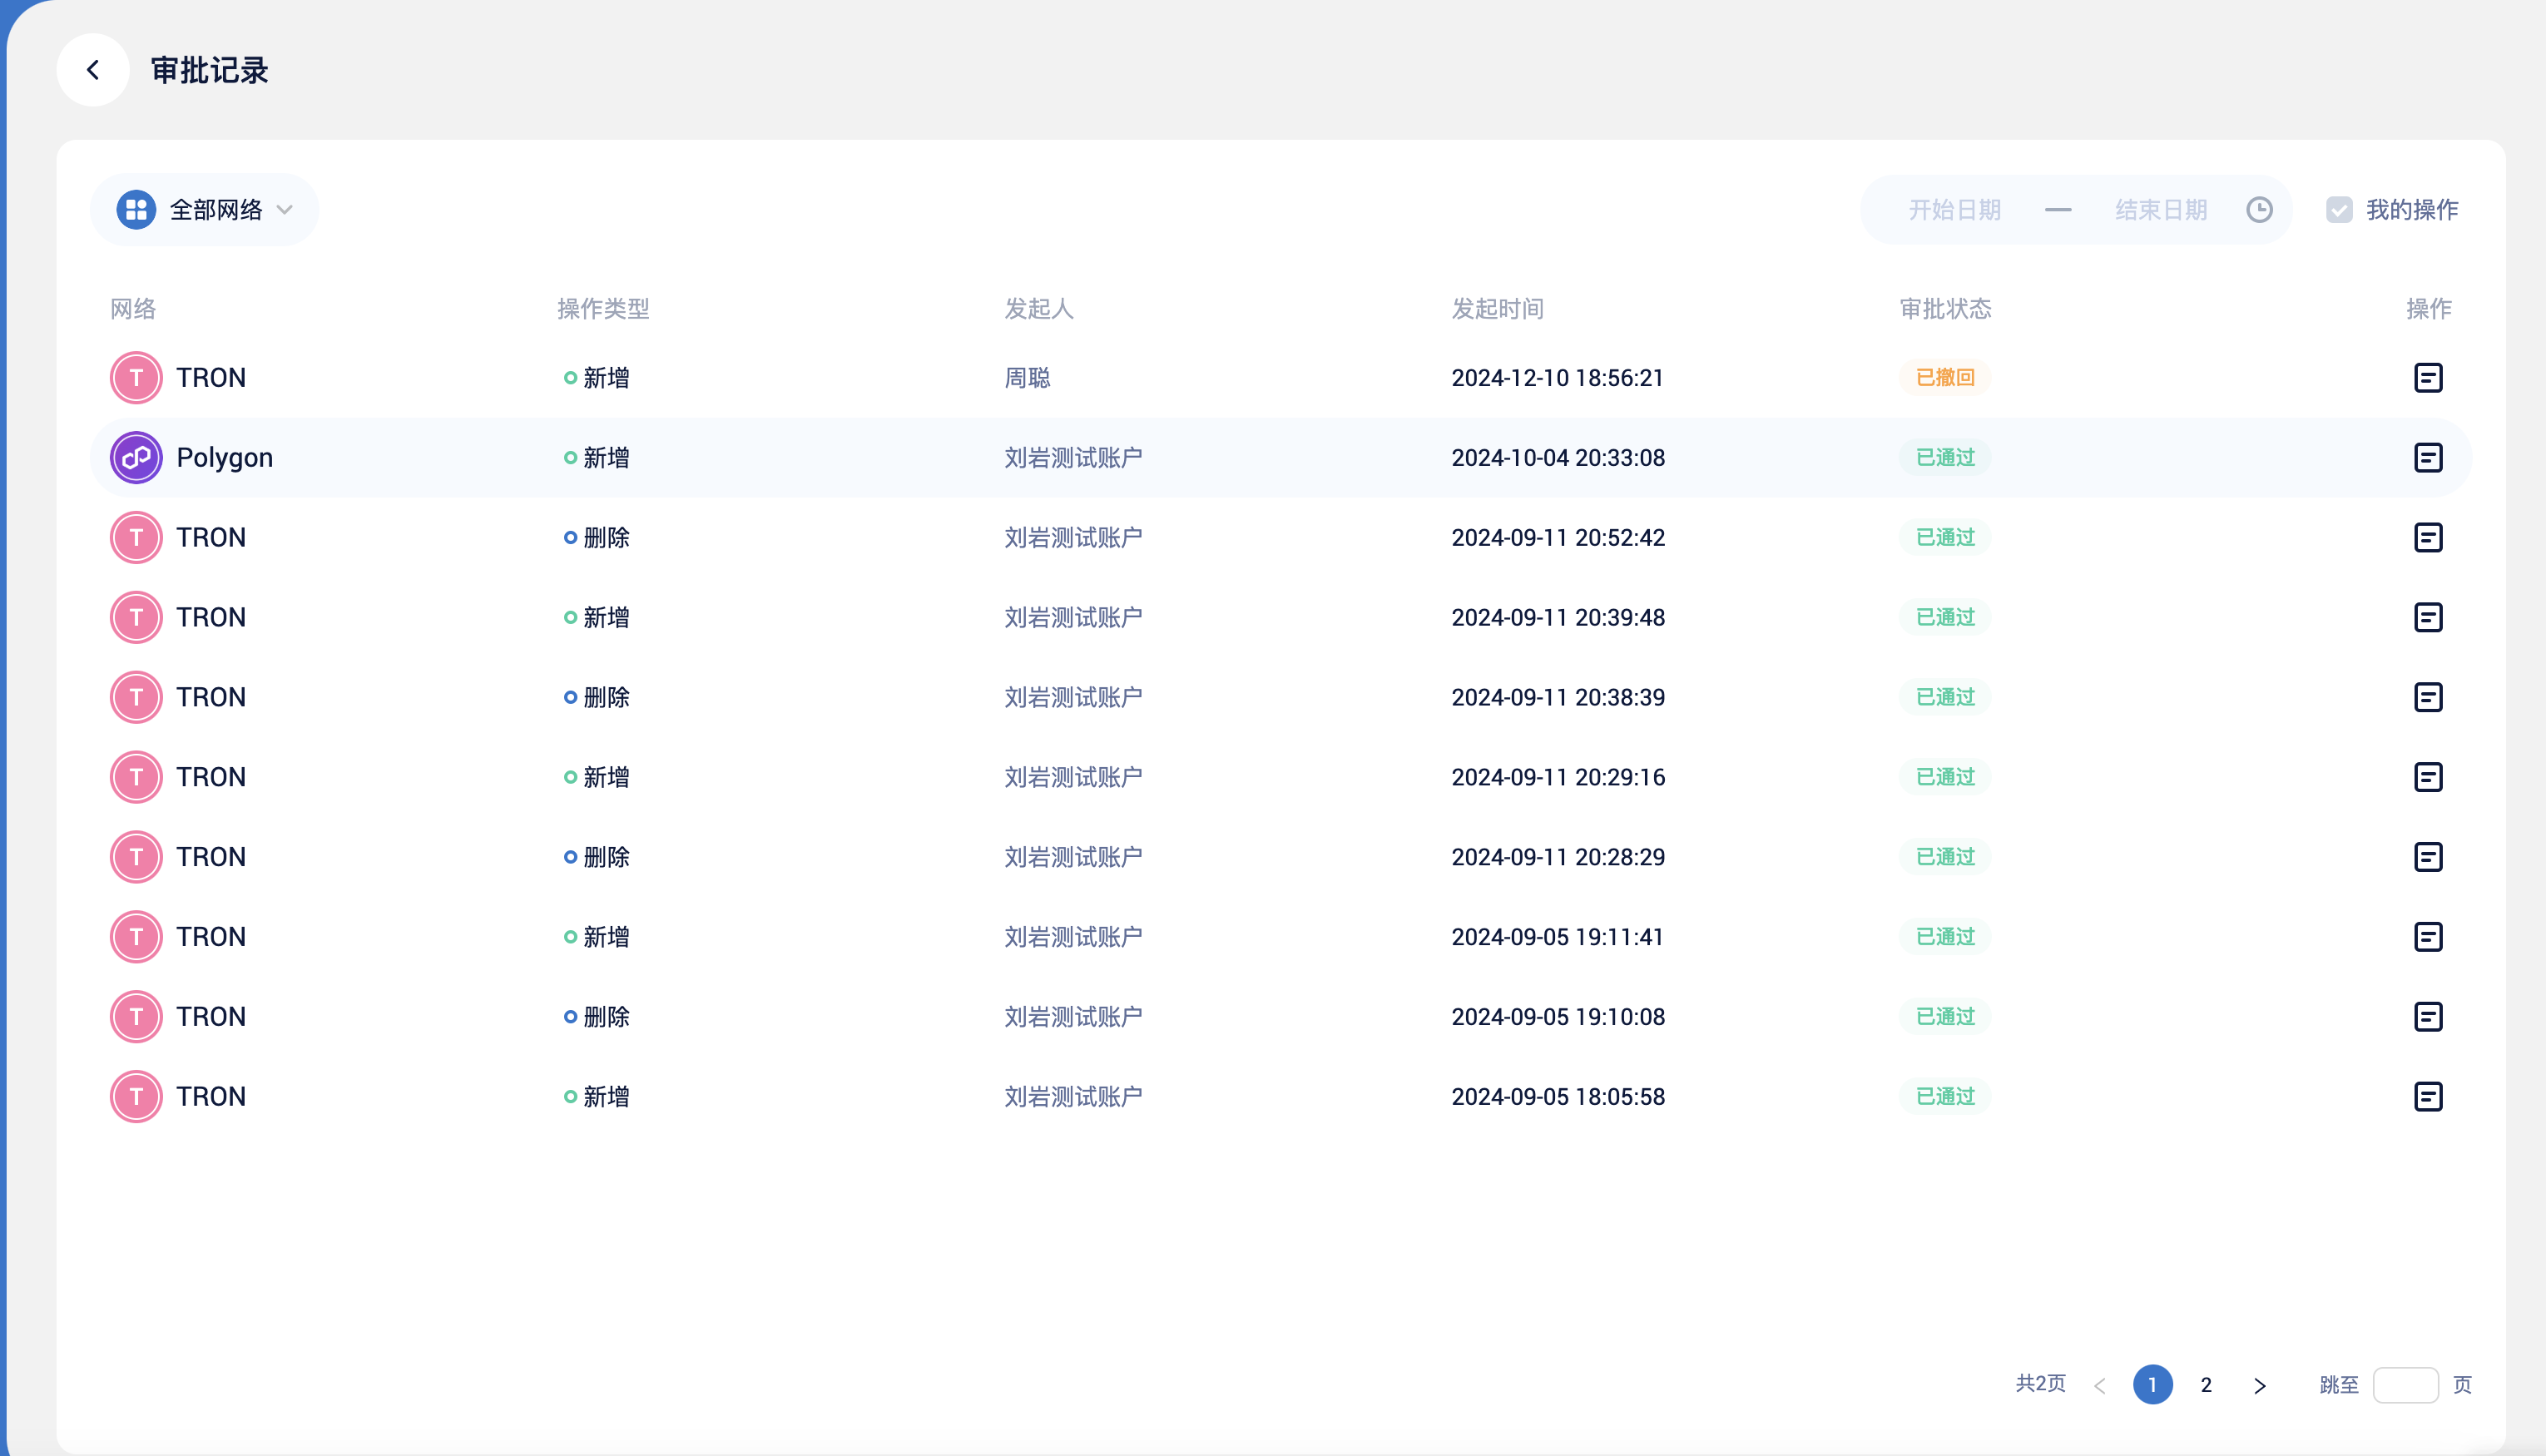 审批记录
全部网络 开始日期 — 结束日期 我的操作
网络 操作类型 发起人 发起时间 审批状态 操作
T TRON 新增 周聪 2024-12-10 18:56:21 已撤回
Polygon 新增 刘岩测试账户 2024-10-04 20:33:08 已通过
T TRON 删除 刘岩测试账户 2024-09-11 20:52:42 已通过
T TRON 新增 刘岩测试账户 2024-09-11 20:39:48 已通过
T TRON 删除 刘岩测试账户 2024-09-11 20:38:39 已通过
T TRON 新增 刘岩测试账户 2024-09-11 20:29:16 已通过
T TRON 删除 刘岩测试账户 2024-09-11 20:28:29 已通过
T TRON 新增 刘岩测试账户 2024-09-05 19:11:41 已通过
T TRON 删除 刘岩测试账户 2024-09-05 19:10:08 已通过
T TRON 新增 刘岩测试账户 2024-09-05 18:05:58 已通过
共2页 < 1 2 > 跳至 页